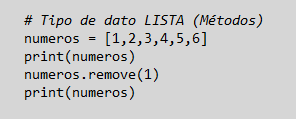 # Tipo de dato LISTA (Métodos)
numeros = [1,2,3,4,5,6]
print(numeros)
numeros.remove(1)
print(numeros)